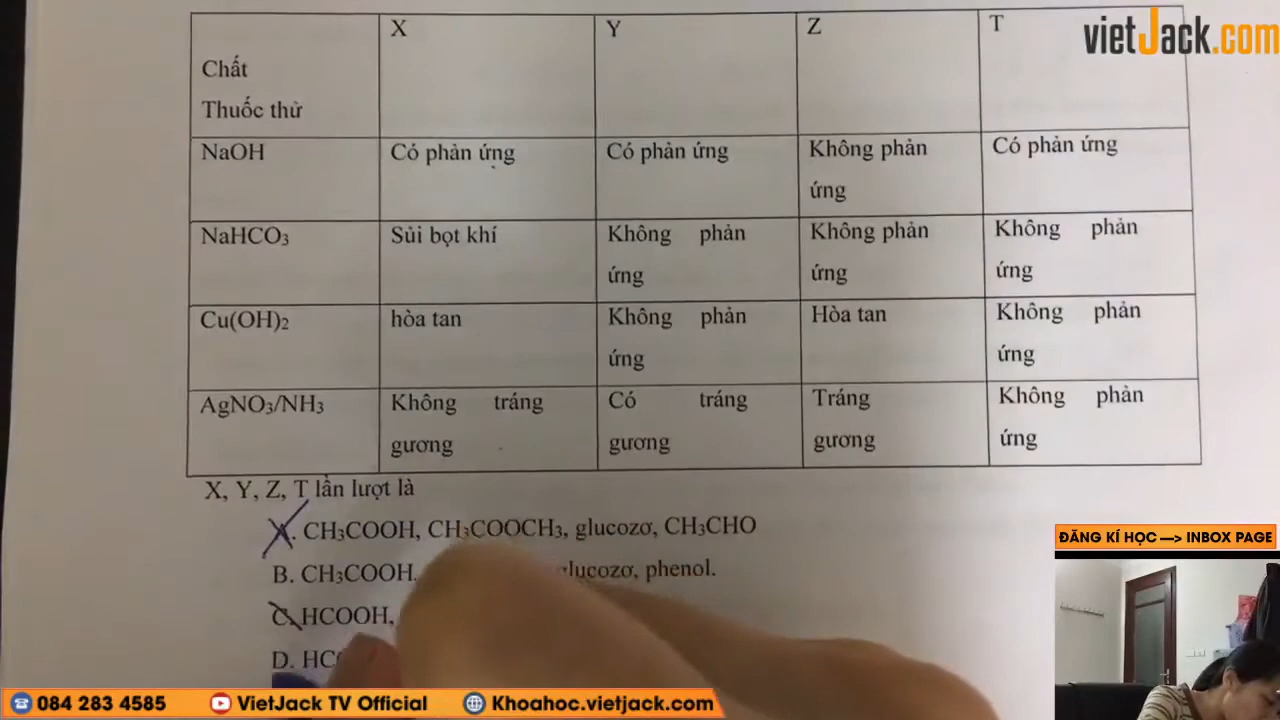 vietJack.com
X Y Z T
Chất
Thuốc thử
NaOH Có phản ứng Có phản ứng Không phản ứng Có phản ứng
NaHCO₃ Sủi bọt khí Không phản ứng Không phản ứng Không phản ứng
Cu(OH)₂ hòa tan Không phản ứng Hòa tan Không phản ứng
AgNO₃/NH₃ Không tráng gương Có tráng gương Tráng gương Không phản ứng
X, Y, Z, T lần lượt là
A. CH₃COOH, CH₃COOCH₃, glucozơ, CH₃CHO
B. CH₃COOH, glucozơ, phenol.
C. HCOOH,
D.
ĐĂNG KÍ HỌC —> INBOX PAGE
084 283 4585 VietJack TV Official Khoahoc.vietjack.com